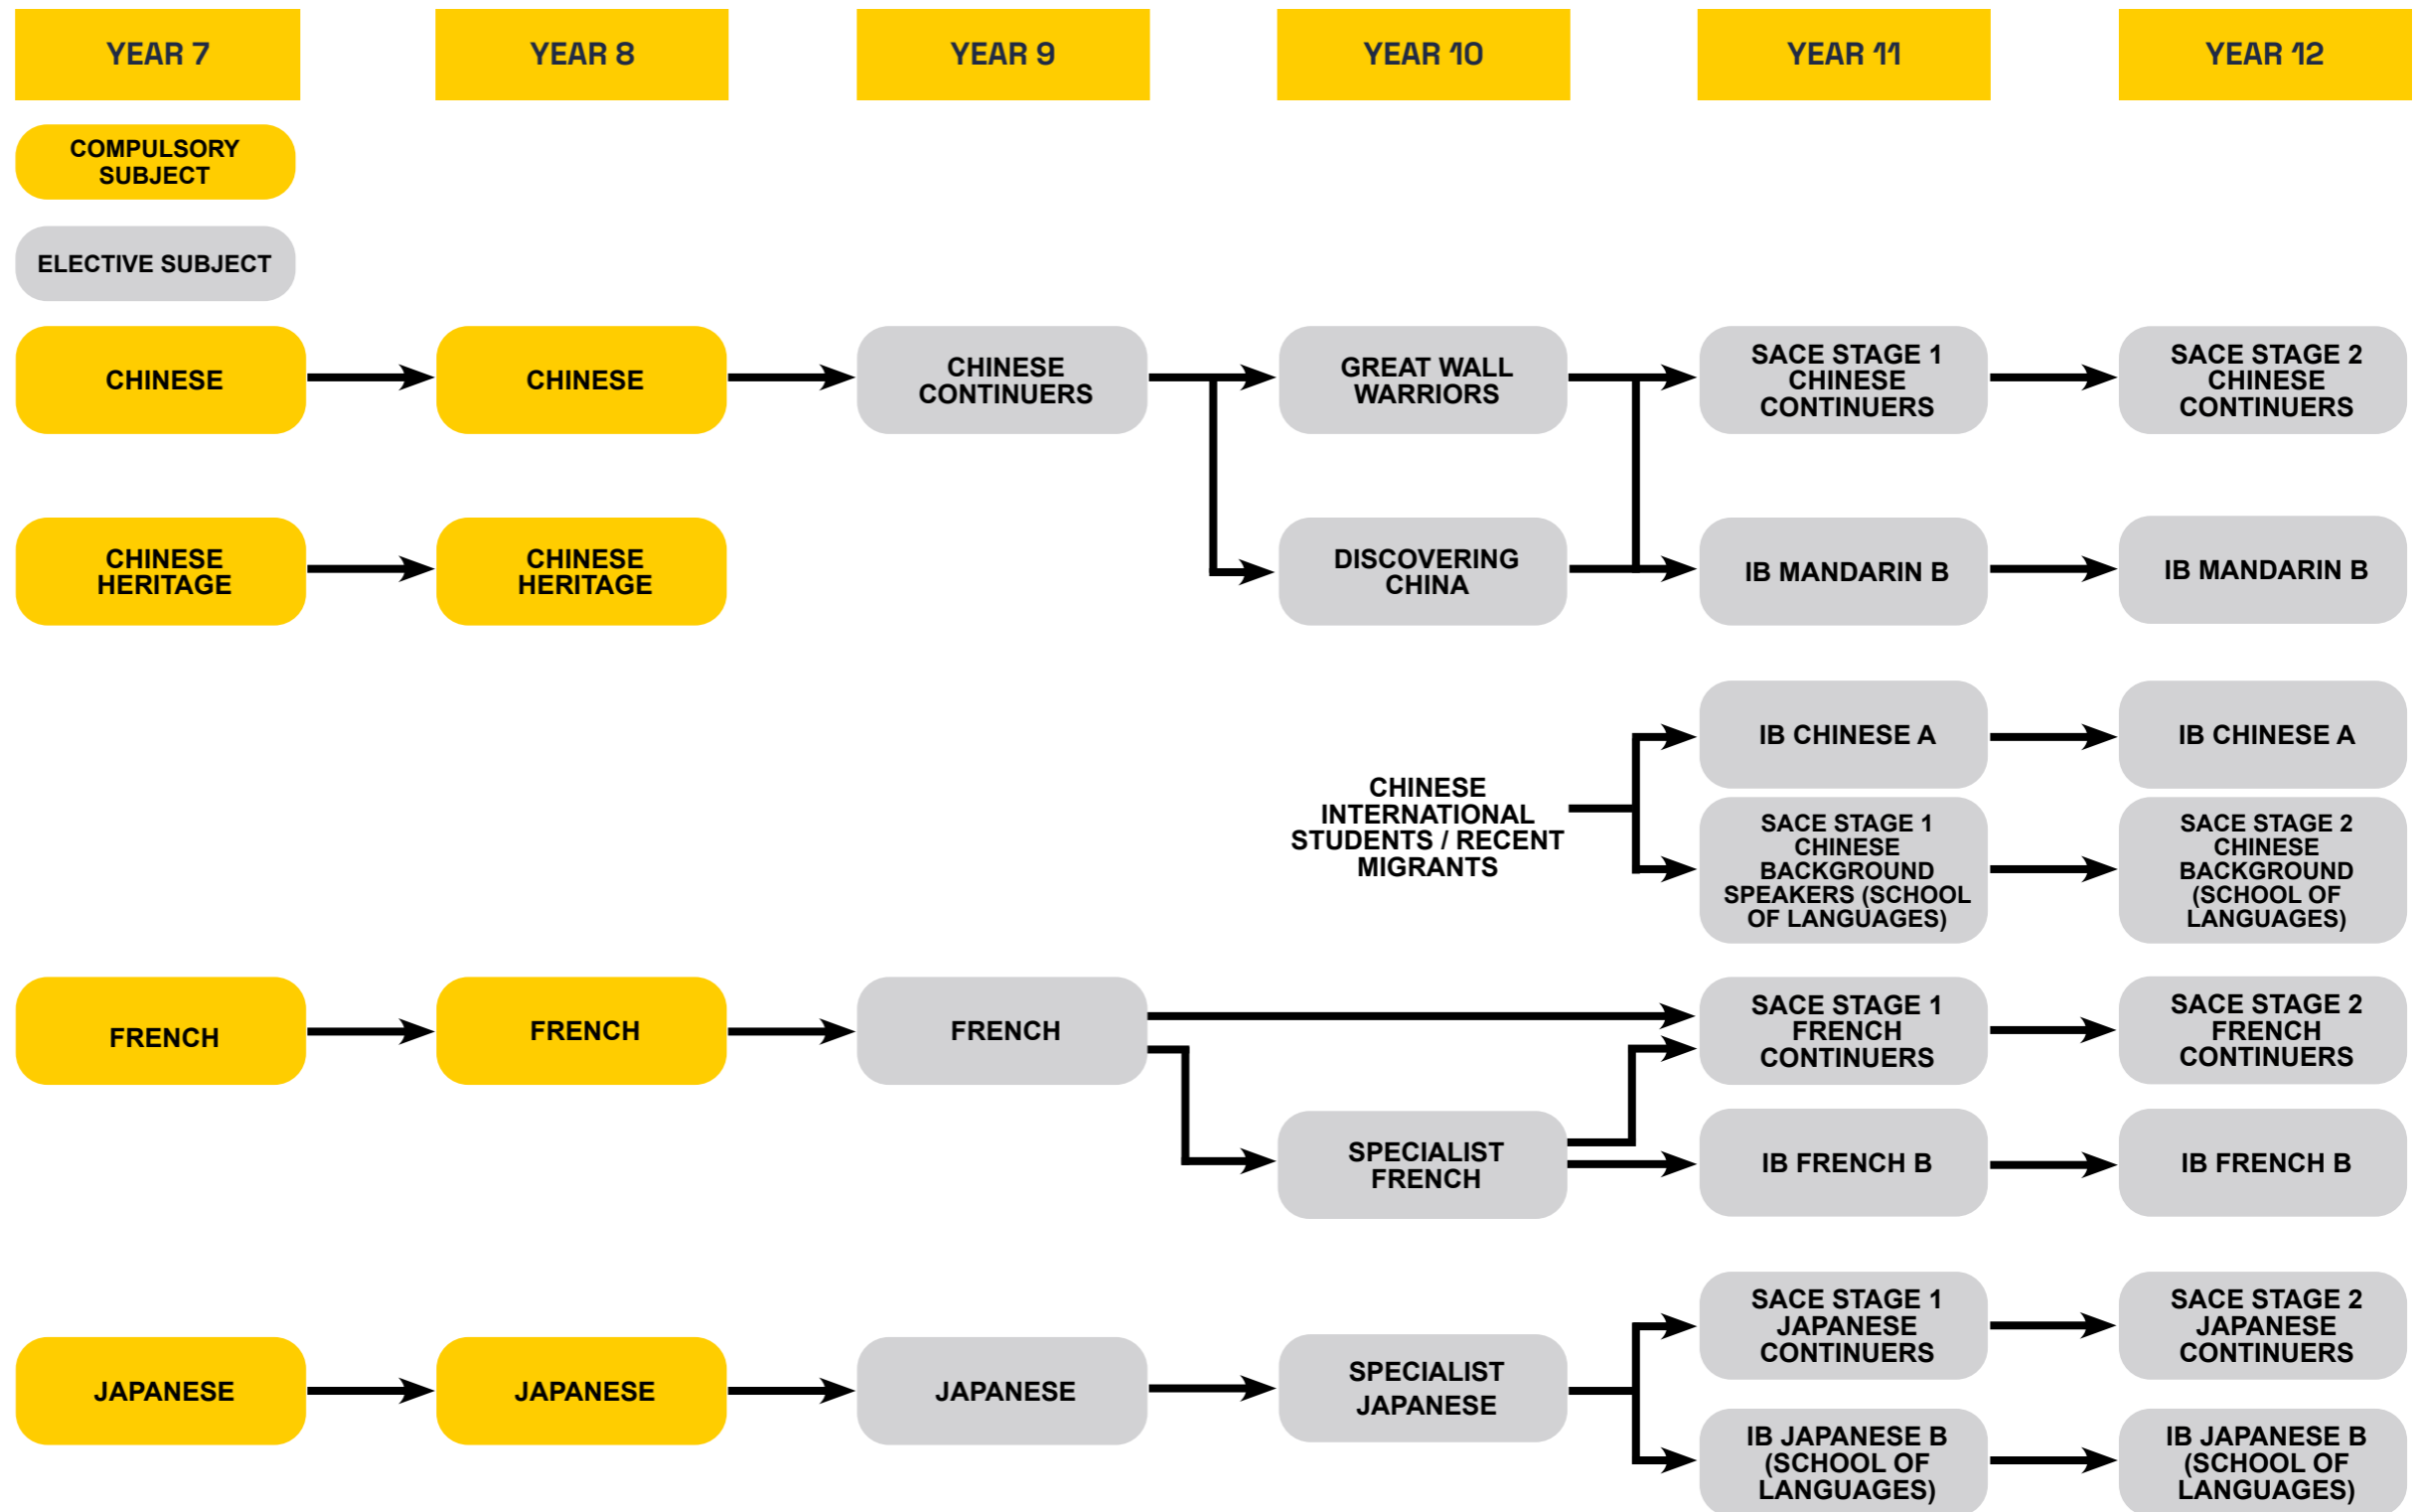 YEAR 7
YEAR 8
YEAR 9
YEAR 10
YEAR 11
YEAR 12
COMPULSORY
SUBJECT
ELECTIVE SUBJECT
CHINESE
CHINESE
CHINESE
CONTINUERS
GREAT WALL
WARRIORS
SACE STAGE 1
CHINESE
CONTINUERS
SACE STAGE 2
CHINESE
CONTINUERS
CHINESE
HERITAGE
CHINESE
HERITAGE
DISCOVERING
CHINA
IB MANDARIN B
IB MANDARIN B
CHINESE
INTERNATIONAL
STUDENTS / RECENT
MIGRANTS
IB CHINESE A
IB CHINESE A
SACE STAGE 1
CHINESE
BACKGROUND
SPEAKERS (SCHOOL
OF LANGUAGES)
SACE STAGE 2
CHINESE
BACKGROUND
(SCHOOL OF
LANGUAGES)
FRENCH
FRENCH
FRENCH
SACE STAGE 1
FRENCH
CONTINUERS
SACE STAGE 2
FRENCH
CONTINUERS
SPECIALIST
FRENCH
IB FRENCH B
IB FRENCH B
JAPANESE
JAPANESE
JAPANESE
SPECIALIST
JAPANESE
SACE STAGE 1
JAPANESE
CONTINUERS
SACE STAGE 2
JAPANESE
CONTINUERS
IB JAPANESE B
(SCHOOL OF
LANGUAGES)
IB JAPANESE B
(SCHOOL OF
LANGUAGES)